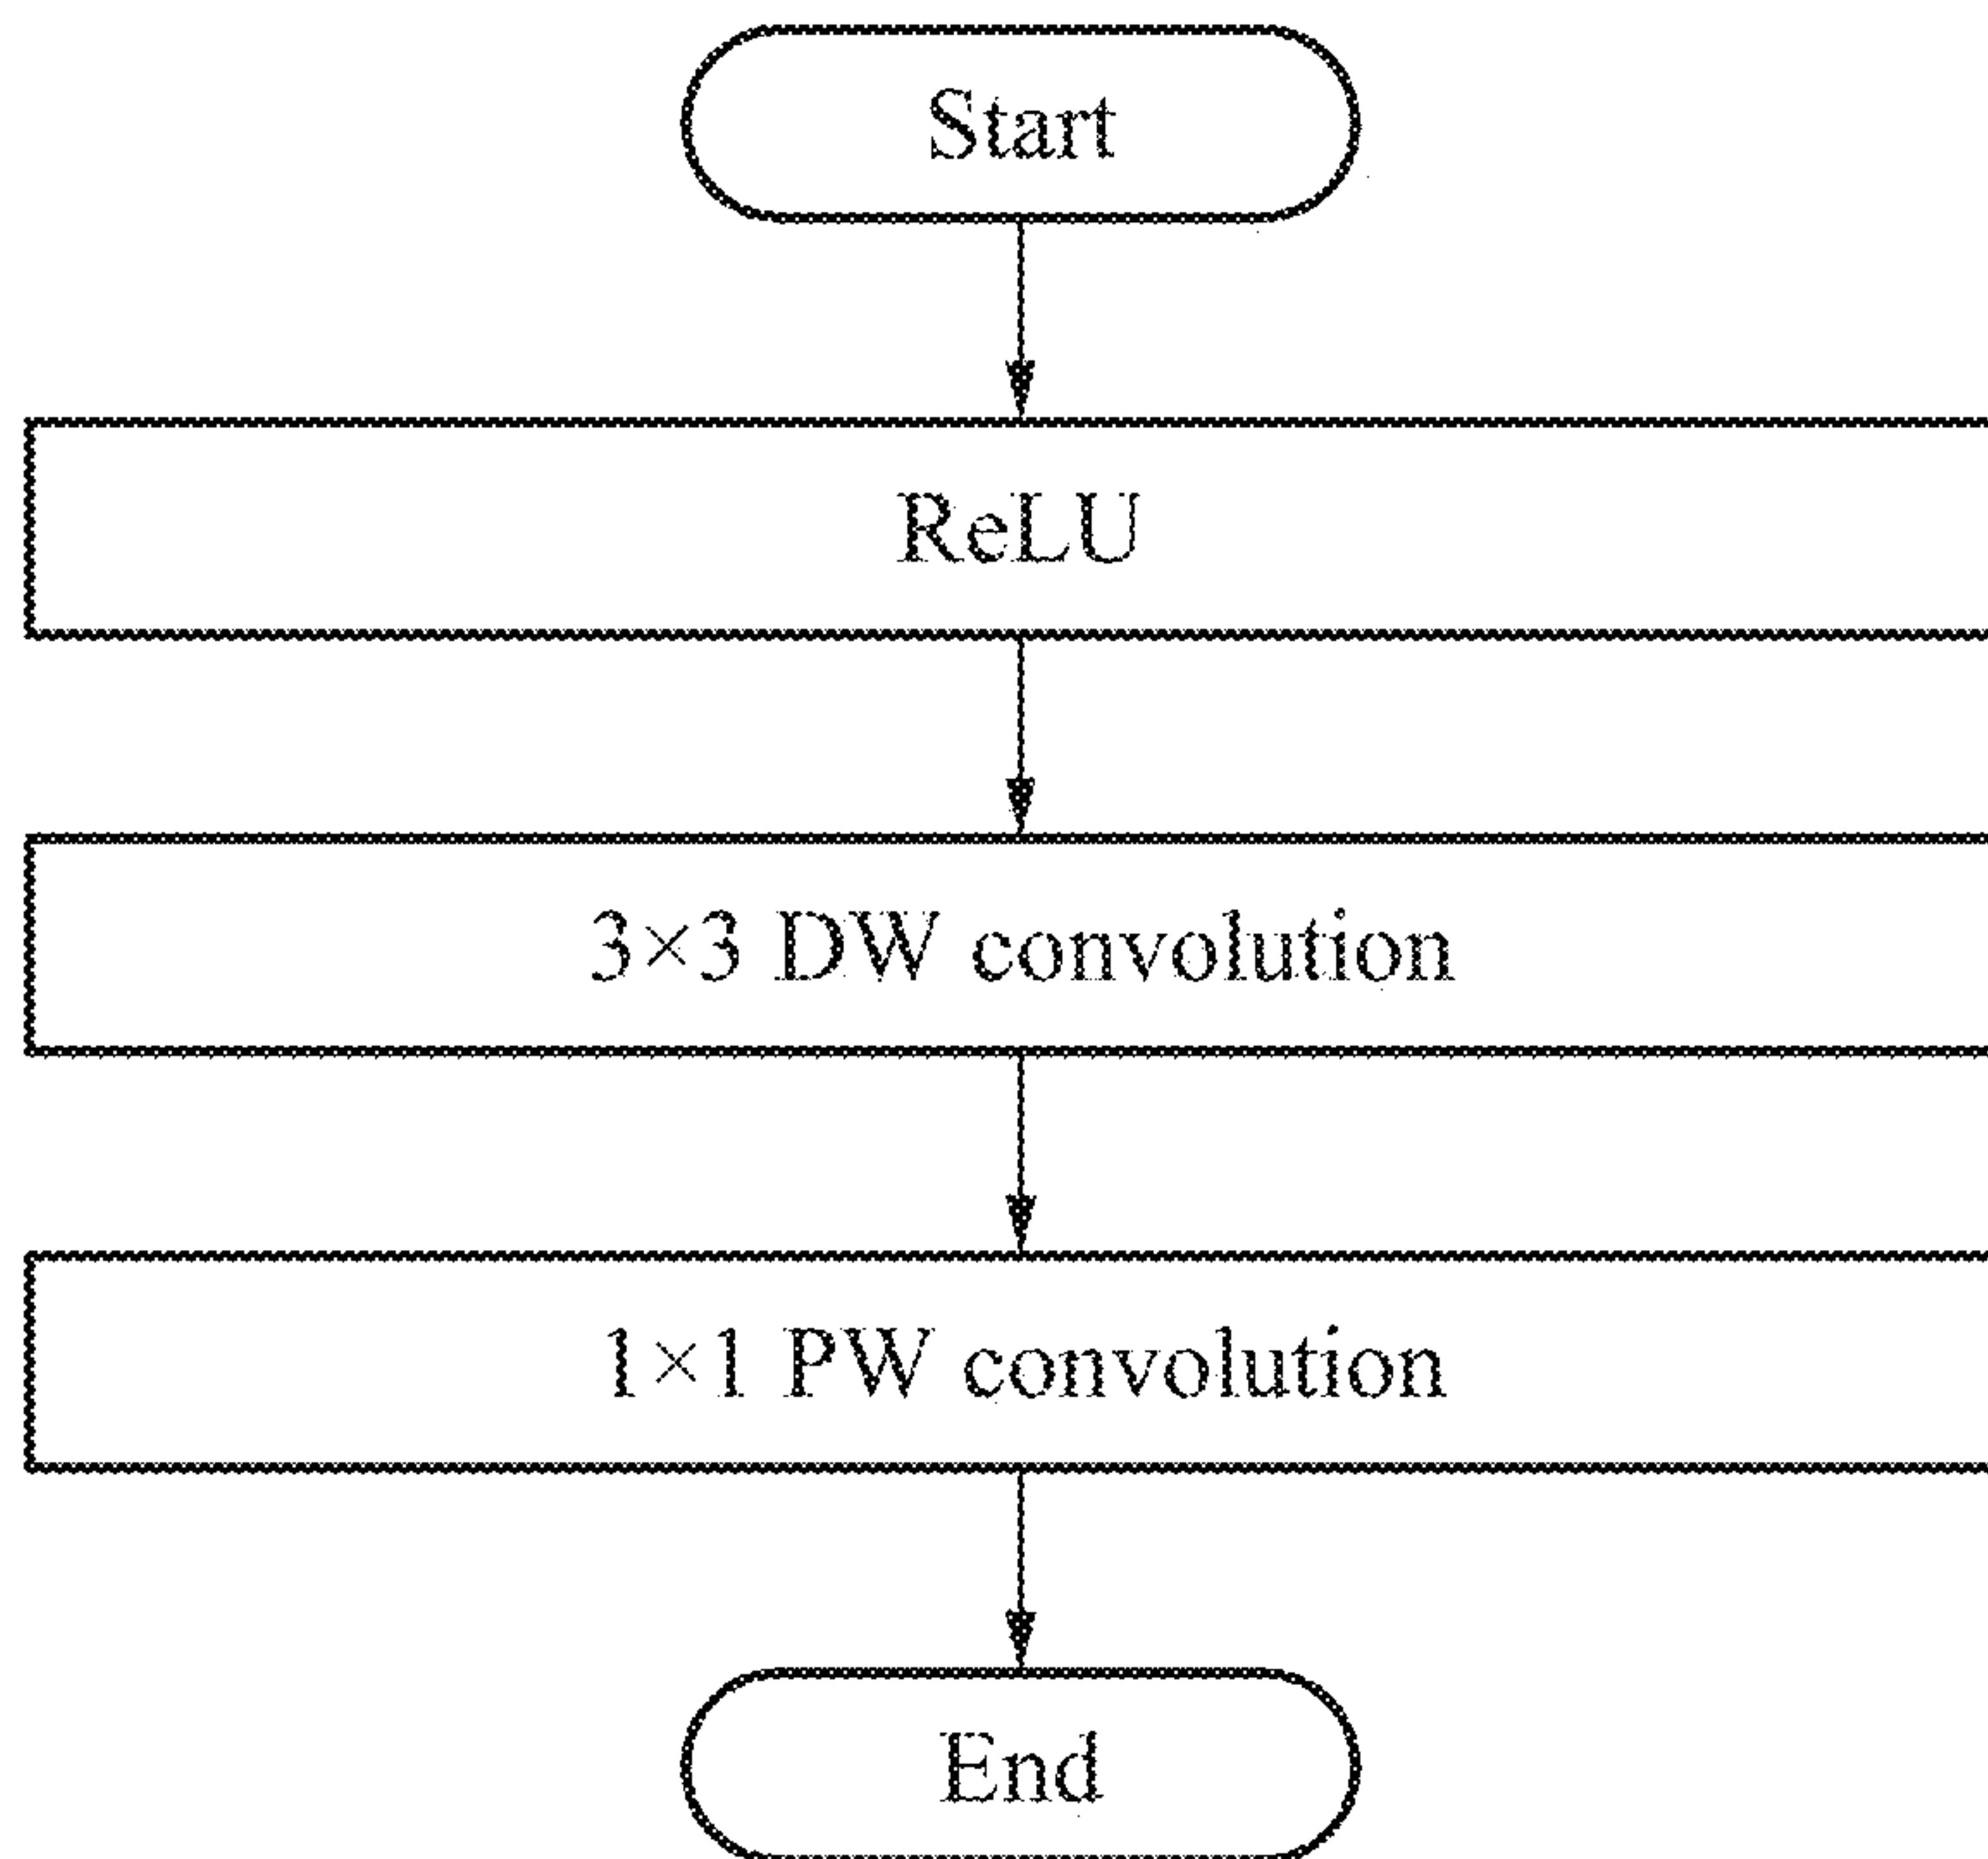 Start
ReLU
3×3 DW convolution
1×1 PW convolution
End